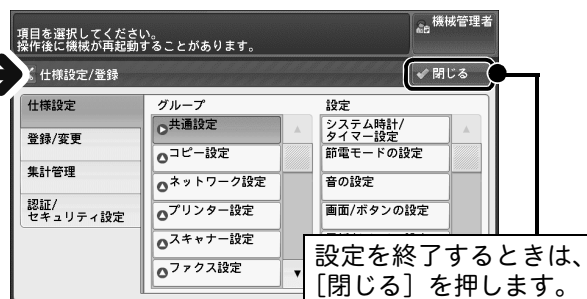 項目を選択してください。
操作後に機械が再起動することがあります。
機械管理者
仕様設定/登録
閉じる
仕様設定
登録/変更
集計管理
認証/
セキュリティ設定
グループ
共通設定
コピー設定
ネットワーク設定
プリンター設定
スキャナー設定
ファクス設定
設定
システム時計/
タイマー設定
節電モードの設定
音の設定
画面/ボタンの設定
設定を終了するときは、
［閉じる］を押します。